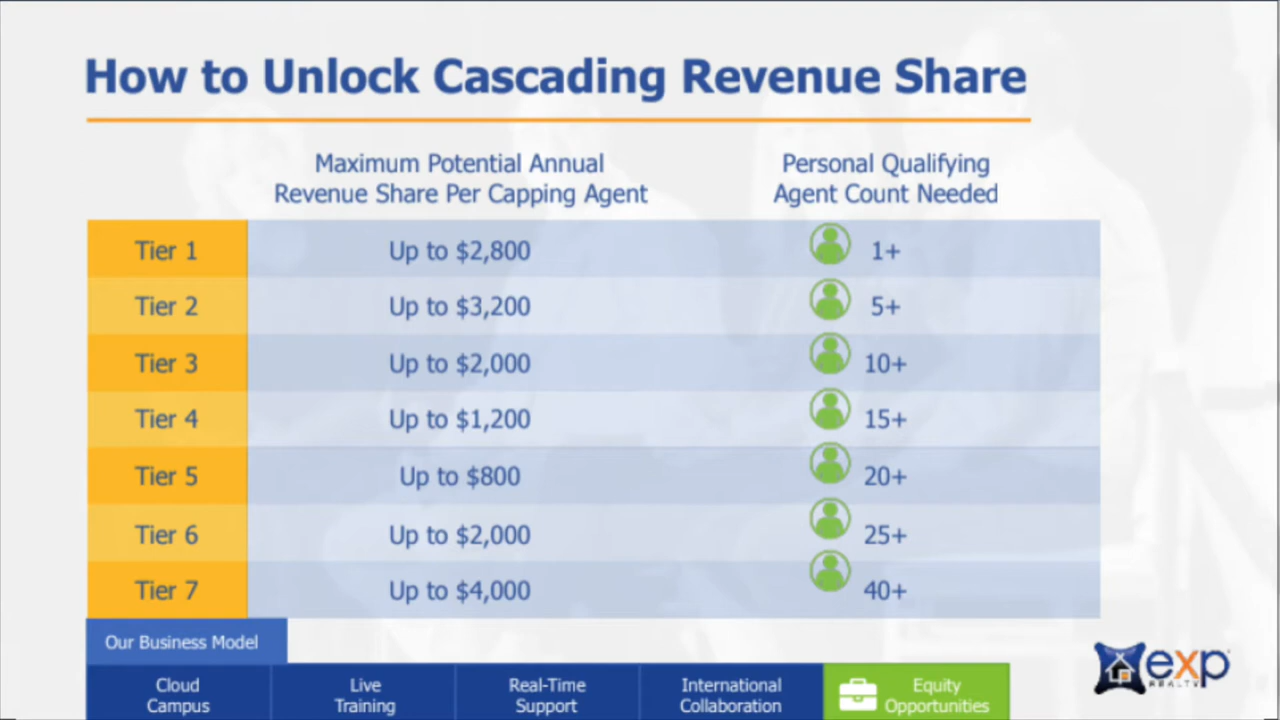 How to Unlock Cascading Revenue Share
Maximum Potential Annual
Revenue Share Per Capping Agent
Personal Qualifying
Agent Count Needed
Tier 1 Up to $2,800 1+
Tier 2 Up to $3,200 5+
Tier 3 Up to $2,000 10+
Tier 4 Up to $1,200 15+
Tier 5 Up to $800 20+
Tier 6 Up to $2,000 25+
Tier 7 Up to $4,000 40+
Our Business Model
Cloud
Campus
Live
Training
Real-Time
Support
International
Collaboration
Equity
Opportunities
exp
REALTY